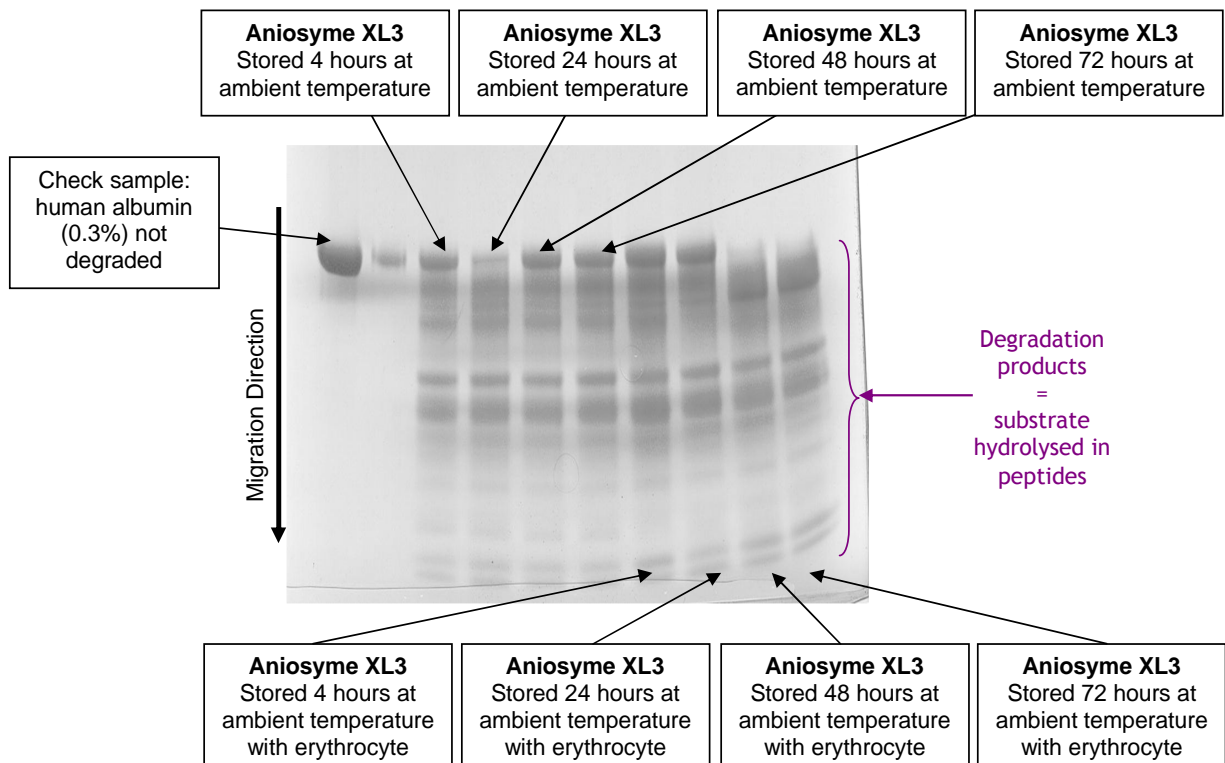 Aniosyme XL3
Stored 4 hours at
ambient temperature
Aniosyme XL3
Stored 24 hours at
ambient temperature
Aniosyme XL3
Stored 48 hours at
ambient temperature
Aniosyme XL3
Stored 72 hours at
ambient temperature
Check sample:
human albumin
(0.3%) not
degraded
Migration Direction
Degradation
products
=
substrate
hydrolysed in
peptides
Aniosyme XL3
Stored 4 hours at
ambient temperature
with erythrocyte
Aniosyme XL3
Stored 24 hours at
ambient temperature
with erythrocyte
Aniosyme XL3
Stored 48 hours at
ambient temperature
with erythrocyte
Aniosyme XL3
Stored 72 hours at
ambient temperature
with erythrocyte